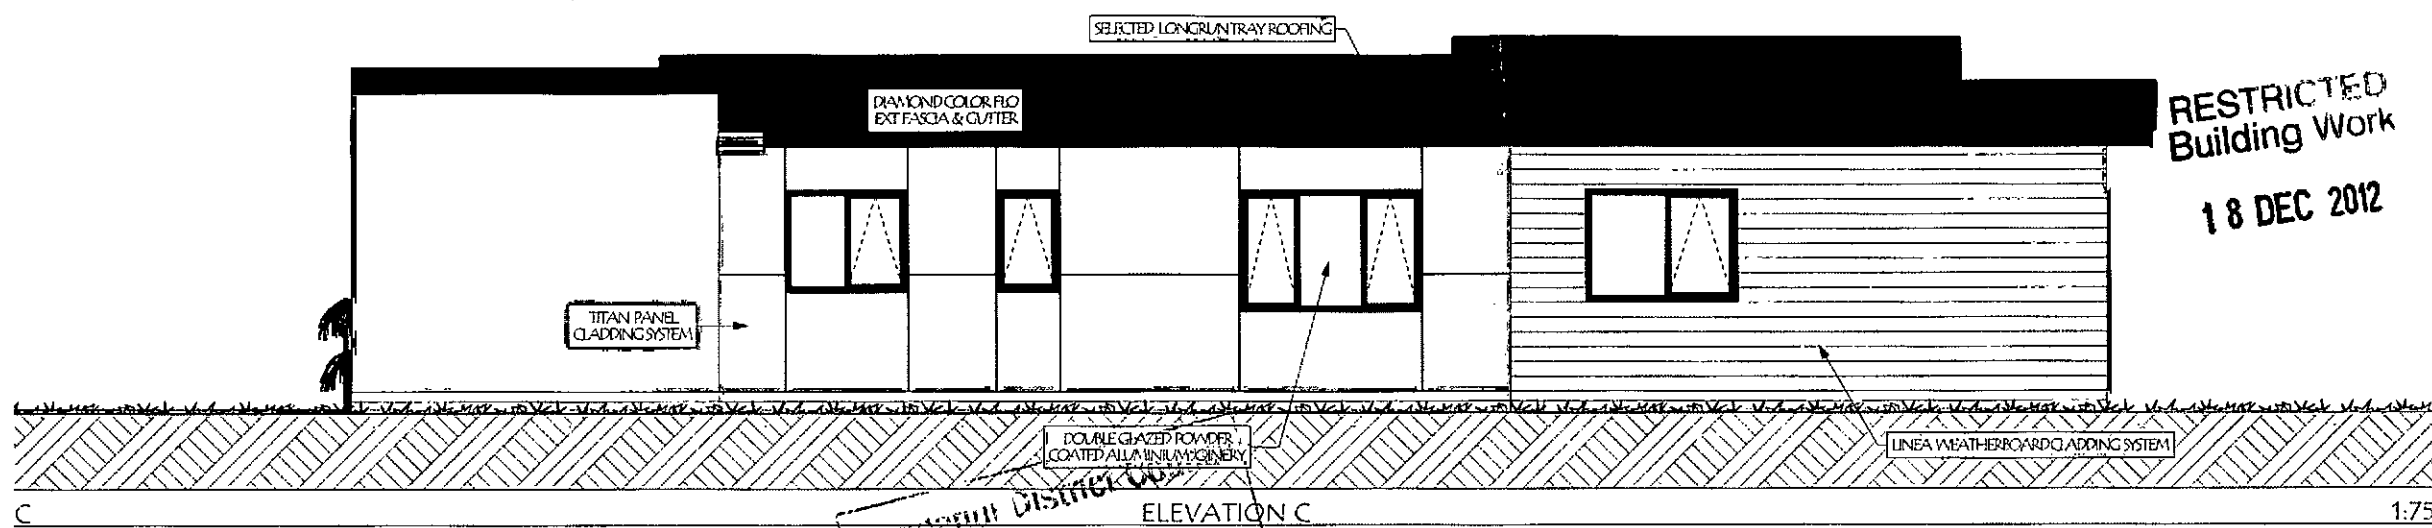 SELECTED LONGRUN TRAY ROOFING
DIAMOND COLOR FLO
EXT FASCIA & GUTTER
RESTRICTED
Building Work
18 DEC 2012
TITAN PANEL
CLADDING SYSTEM
DOUBLE GLAZED POWDER
COATED ALUMINIUM JOINERY
LINEA WEATHERBOARD CLADDING SYSTEM
District
C
ELEVATION C
1:75